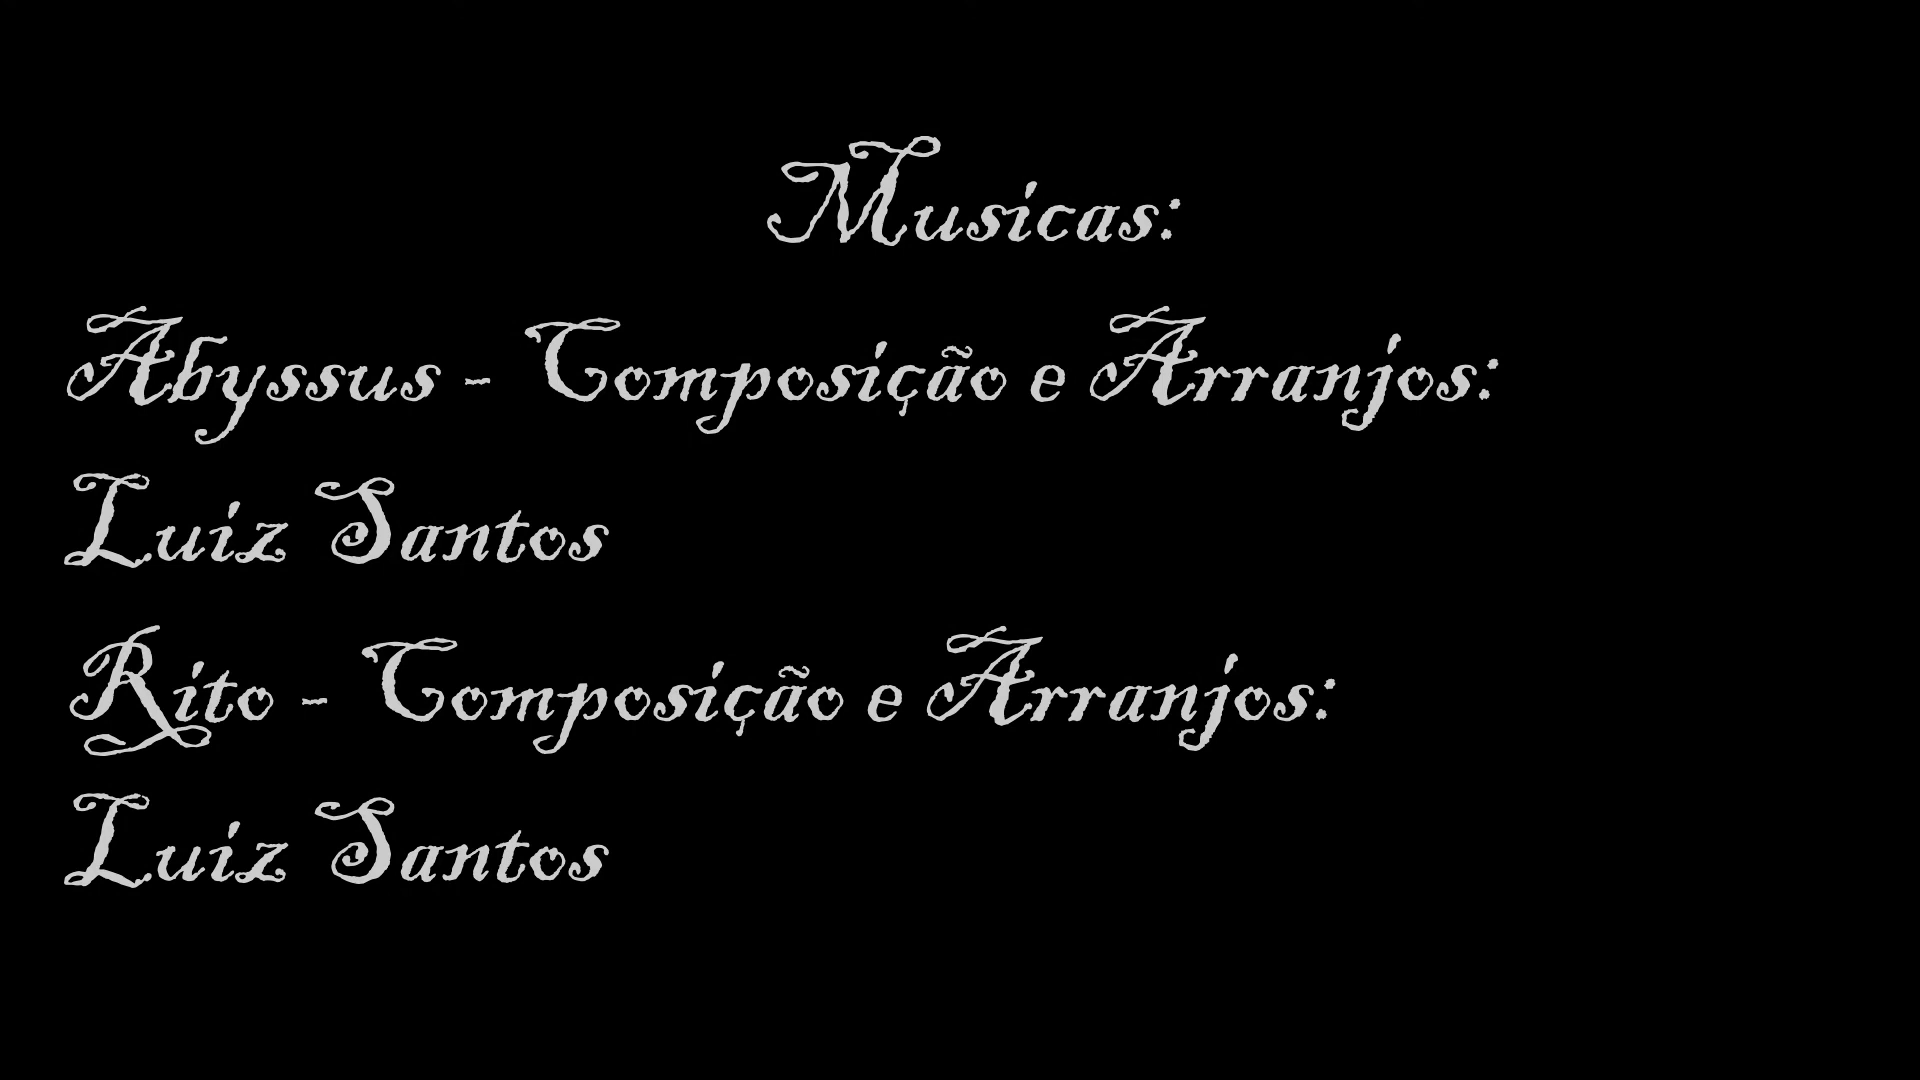 Musicas:
Abyssus - Composição e Arranjos:
Luiz Santos
Rito - Composição e Arranjos:
Luiz Santos